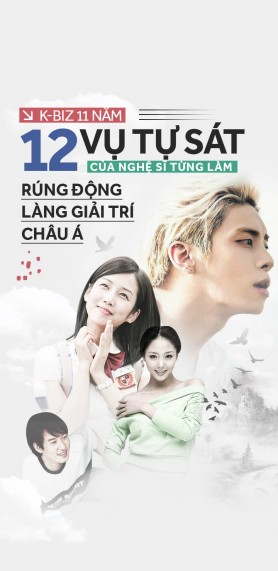 K-BIZ 11 NĂM
12 VỤ TỰ SÁT
CỦA NGHỆ SĨ TỪNG LÀM
RÚNG ĐỘNG
LÀNG GIẢI TRÍ
CHÂU Á